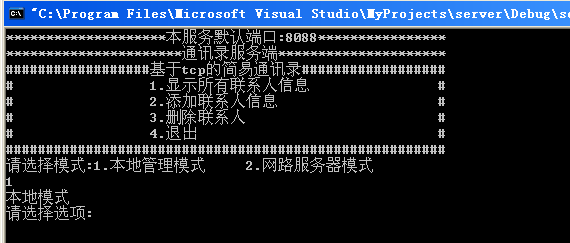 "C:\Program Files\Microsoft Visual Studio\MyProjects\server\Debug\se
********************本服务默认端口:8088****************
**********************通讯录服务端*********************
##################基于tcp的简易通讯录##################
# 1.显示所有联系人信息 #
# 2.添加联系人信息 #
# 3.删除联系人 #
# 4.退出 #
#######################################################
请选择模式:1.本地管理模式 2.网路服务器模式
1
本地模式
请选择选项: